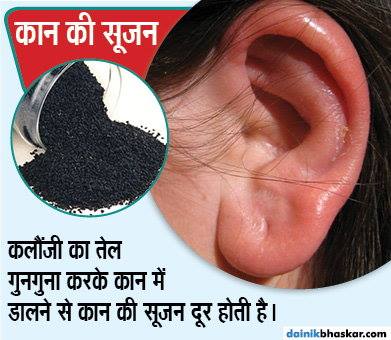 कान की सूजन
कलौंजी का तेल
गुनगुना करके कान में
डालने से कान की सूजन दूर होती है।
dainikbhaskar.com